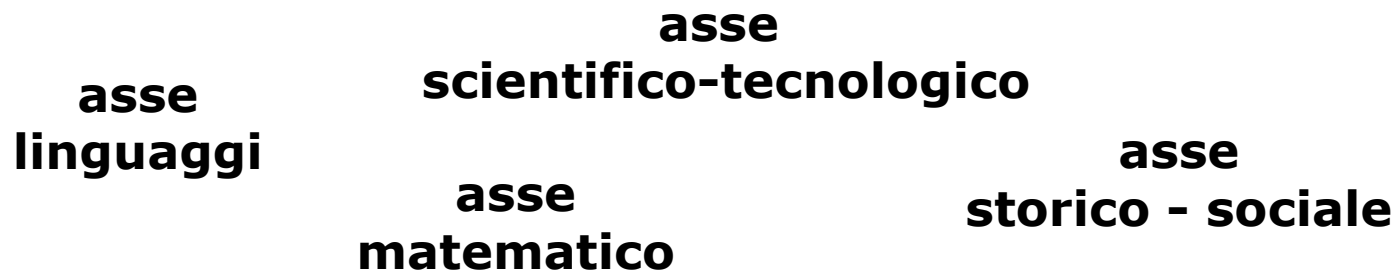 asse
scientifico-tecnologico
asse
linguaggi
asse
storico - sociale
asse
matematico